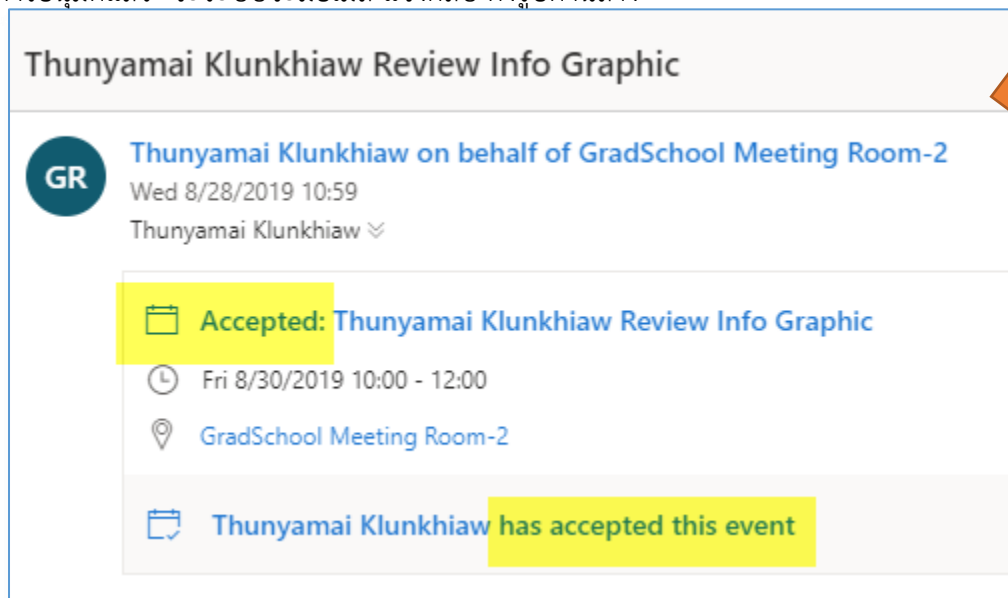 Thunyamai Klunkhiaw Review Info Graphic
GR
Thunyamai Klunkhiaw on behalf of GradSchool Meeting Room-2
Wed 8/28/2019 10:59
Thunyamai Klunkhiaw
Accepted: Thunyamai Klunkhiaw Review Info Graphic
Fri 8/30/2019 10:00 - 12:00
GradSchool Meeting Room-2
Thunyamai Klunkhiaw has accepted this event